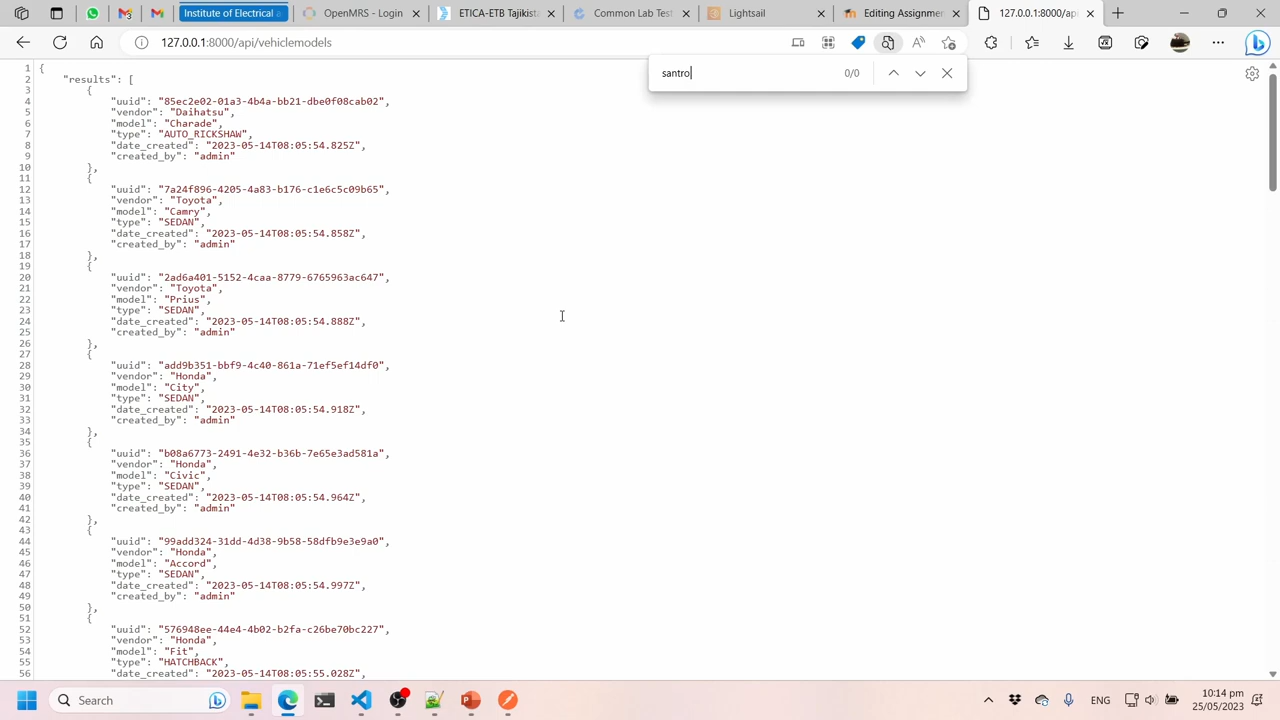 Institute of Electrical a
OpenMRS - Login
ETICA-ETB Tajikista
Common Lab Test
Lightsail
Editing Assignmen
127.0.0.1:8000/ap
127.0.0.1:8000/api/vehiclemodels
santro
0/0
1 {
2 "results": [
3 {
4 "uuid": "85ec2e02-01a3-4b4a-bb21-dbe0f08cab02",
5 "vendor": "Daihatsu",
6 "model": "Charade",
7 "type": "AUTO_RICKSHAW",
8 "date_created": "2023-05-14T08:05:54.825Z",
9 "created_by": "admin"
10 },
11 {
12 "uuid": "7a24f896-4205-4a83-b176-c1e6c5c09b65",
13 "vendor": "Toyota",
14 "model": "Camry",
15 "type": "SEDAN",
16 "date_created": "2023-05-14T08:05:54.858Z",
17 "created_by": "admin"
18 },
19 {
20 "uuid": "2ad6a401-5152-4caa-8779-6765963ac647",
21 "vendor": "Toyota",
22 "model": "Prius",
23 "type": "SEDAN",
24 "date_created": "2023-05-14T08:05:54.888Z",
25 "created_by": "admin"
26 },
27 {
28 "uuid": "add9b351-bbf9-4c40-861a-71ef5ef14df0",
29 "vendor": "Honda",
30 "model": "City",
31 "type": "SEDAN",
32 "date_created": "2023-05-14T08:05:54.918Z",
33 "created_by": "admin"
34 },
35 {
36 "uuid": "b08a6773-2491-4e32-b36b-7e65e3ad581a",
37 "vendor": "Honda",
38 "model": "Civic",
39 "type": "SEDAN",
40 "date_created": "2023-05-14T08:05:54.964Z",
41 "created_by": "admin"
42 },
43 {
44 "uuid": "99add324-31dd-4d38-9b58-58dfb9e3e9a0",
45 "vendor": "Honda",
46 "model": "Accord",
47 "type": "SEDAN",
48 "date_created": "2023-05-14T08:05:54.997Z",
49 "created_by": "admin"
50 },
51 {
52 "uuid": "576948ee-44e4-4b02-b2fa-c26be70bc227",
53 "vendor": "Honda",
54 "model": "Fit",
55 "type": "HATCHBACK",
56 "date_created": "2023-05-14T08:05:55.028Z",
Search
ENG
10:14 pm
25/05/2023